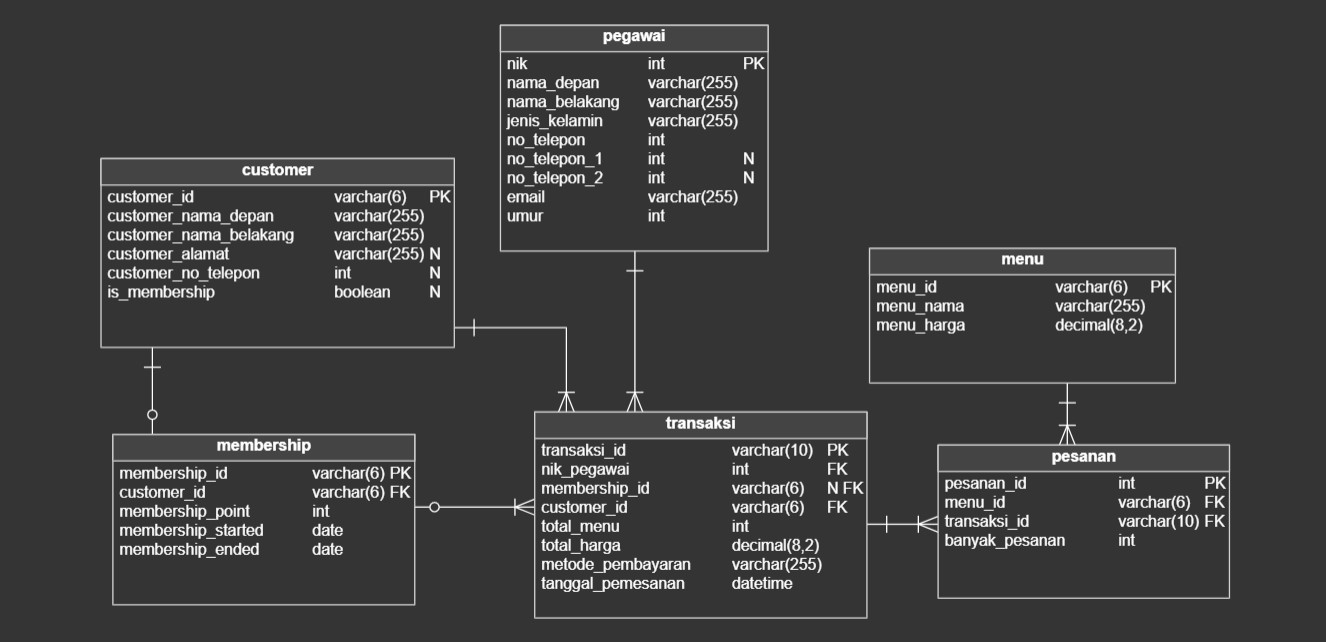 pegawai
nik int PK
nama_depan varchar(255)
nama_belakang varchar(255)
jenis_kelamin varchar(255)
no_telepon int
no_telepon_1 int N
no_telepon_2 int N
email varchar(255)
umur int
customer
customer_id varchar(6) PK
customer_nama_depan varchar(255)
customer_nama_belakang varchar(255)
customer_alamat varchar(255) N
customer_no_telepon int N
is_membership boolean N
menu
menu_id varchar(6) PK
menu_nama varchar(255)
menu_harga decimal(8,2)
membership
membership_id varchar(6) PK
customer_id varchar(6) FK
membership_point int
membership_started date
membership_ended date
transaksi
transaksi_id varchar(10) PK
nik_pegawai int FK
membership_id varchar(6) N FK
customer_id varchar(6) FK
total_menu int
total_harga decimal(8,2)
metode_pembayaran varchar(255)
tanggal_pemesanan datetime
pesanan
pesanan_id int PK
menu_id varchar(6) FK
transaksi_id varchar(10) FK
banyak_pesanan int